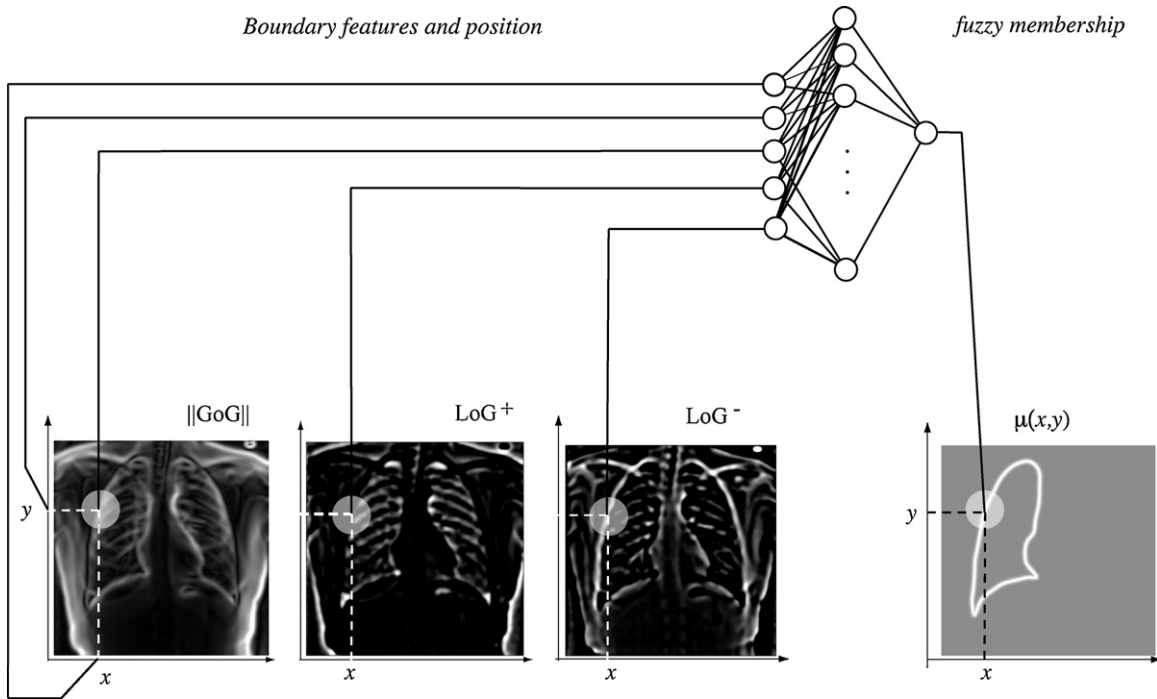 Boundary features and position
fuzzy membership
||GoG||
LoG+
LoG-
μ(x,y)
y
y
x
x
x
x